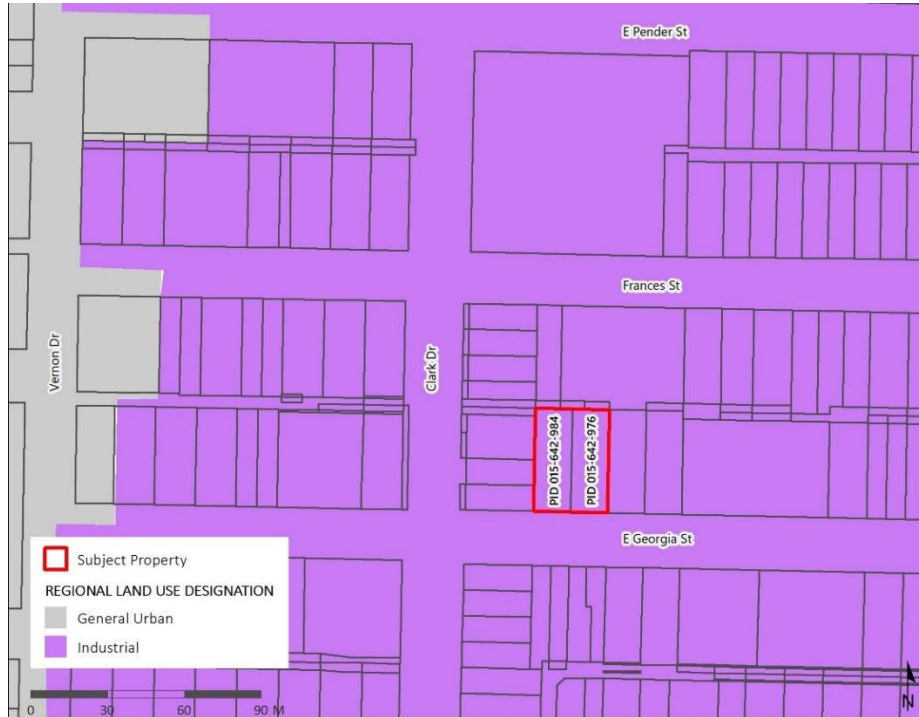 E Pender St
Frances St
Vernon Dr
Clark Dr
PID 015-642-984
PID 015-642-976
E Georgia St
Subject Property
REGIONAL LAND USE DESIGNATION
General Urban
Industrial
0 30 60 90 M
N